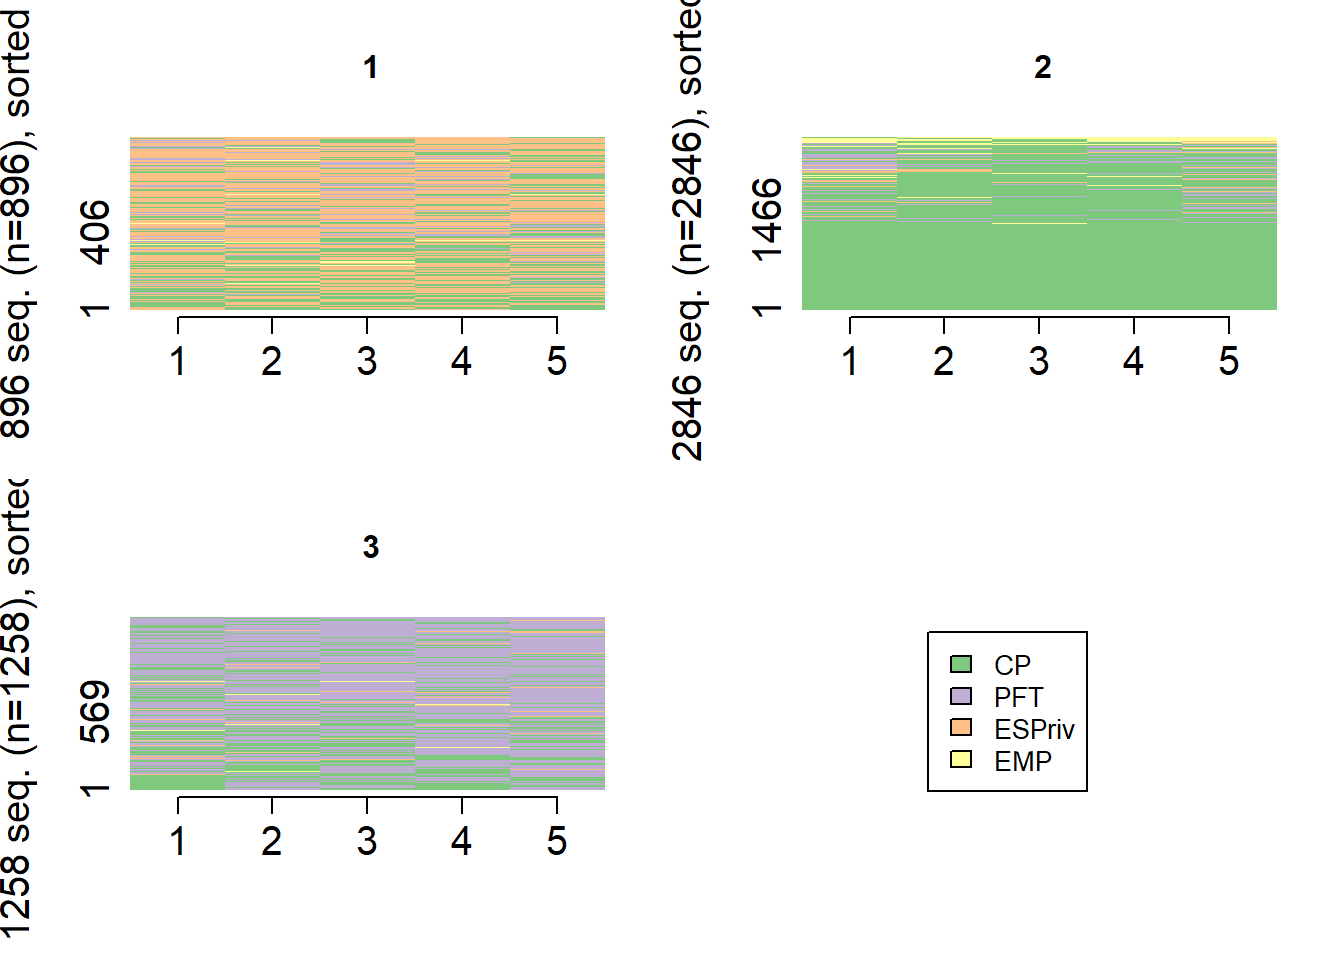 1
896 seq. (n=896), sorted
1 406
1 2 3 4 5
2
2846 seq. (n=2846), sorted
1 1466
1 2 3 4 5
3
1258 seq. (n=1258), sorted
1 569
1 2 3 4 5
CP
PFT
ESPriv
EMP